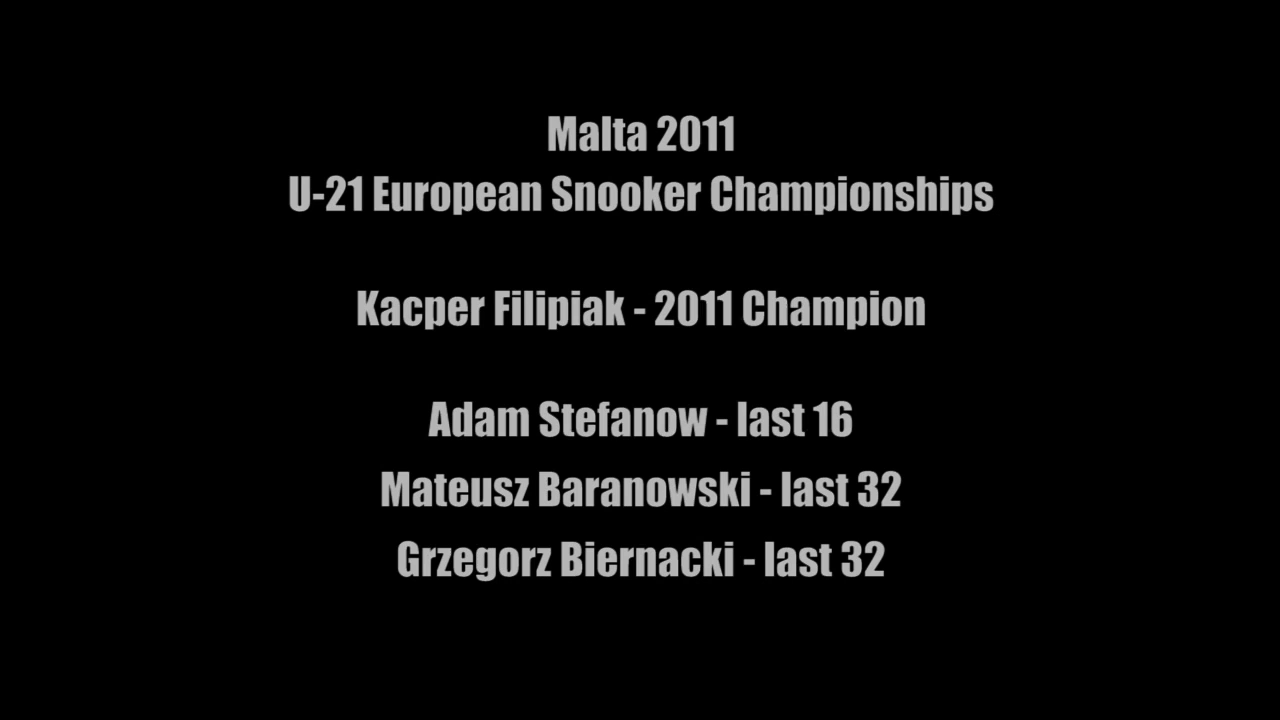 Malta 2011
U-21 European Snooker Championships
Kacper Filipiak - 2011 Champion
Adam Stefanow - last 16
Mateusz Baranowski - last 32
Grzegorz Biernacki - last 32